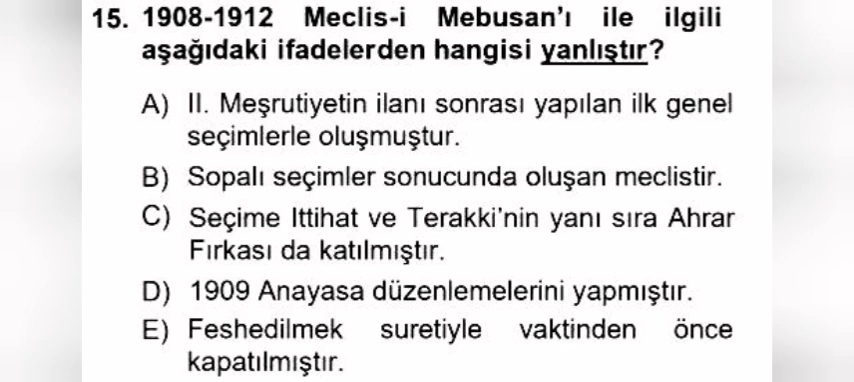 15. 1908-1912 Meclis-i Mebusan'ı ile ilgili
aşağıdaki ifadelerden hangisi yanlıştır?
A) II. Meşrutiyetin ilanı sonrası yapılan ilk genel
seçimlerle oluşmuştur.
B) Sopalı seçimler sonucunda oluşan meclistir.
C) Seçime Ittihat ve Terakki'nin yanı sıra Ahrar
Fırkası da katılmıştır.
D) 1909 Anayasa düzenlemelerini yapmıştır.
E) Feshedilmek suretiyle vaktinden önce
kapatılmıştır.